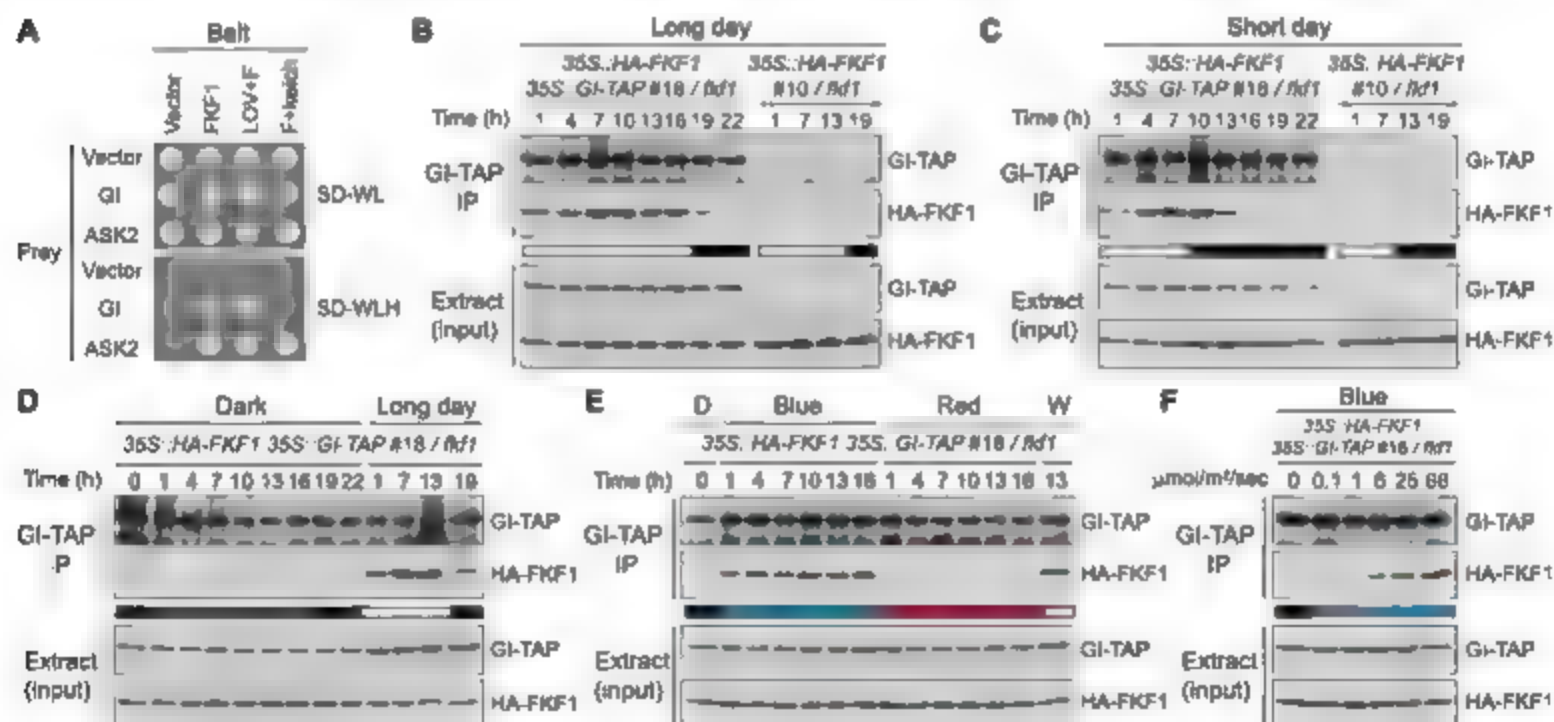 A
Bait
Vector
FKF1
LOV+F
F+kelch
Prey
Vector
GI
ASK2
SD-WL
Vector
GI
ASK2
SD-WLH
B
Long day
35S::HA-FKF1
35S::HA-FKF1
35S GI-TAP #18 / fkf1
#10 / fkf1
Time (h) 1 4 7 10 13 16 19 22 1 7 13 19
GI-TAP IP
GI-TAP
HA-FKF1
Extract (input)
GI-TAP
HA-FKF1
C
Short day
35S::HA-FKF1
35S. HA-FKF1
35S GI-TAP #18 / fkf1
#10 / fkf1
Time (h) 1 4 7 10 13 16 19 22 1 7 13 19
GI-TAP IP
GI-TAP
HA-FKF1
Extract (input)
GI-TAP
HA-FKF1
D
Dark Long day
35S::HA-FKF1 35S::GI-TAP #18 / fkf1
Time (h) 0 1 4 7 10 13 16 19 22 1 7 13 19
GI-TAP IP
GI-TAP
HA-FKF1
Extract (input)
GI-TAP
HA-FKF1
E
D Blue Red W
35S. HA-FKF1 35S. GI-TAP #18 / fkf1
Time (h) 0 1 4 7 10 13 16 1 4 7 10 13 16 13
GI-TAP IP
GI-TAP
HA-FKF1
Extract (input)
GI-TAP
HA-FKF1
F
Blue
35S HA-FKF1
35S::GI-TAP #18 / fkf1
μmol/m²/sec 0 0.1 1 6 25 68
GI-TAP IP
GI-TAP
HA-FKF1
Extract (input)
GI-TAP
HA-FKF1